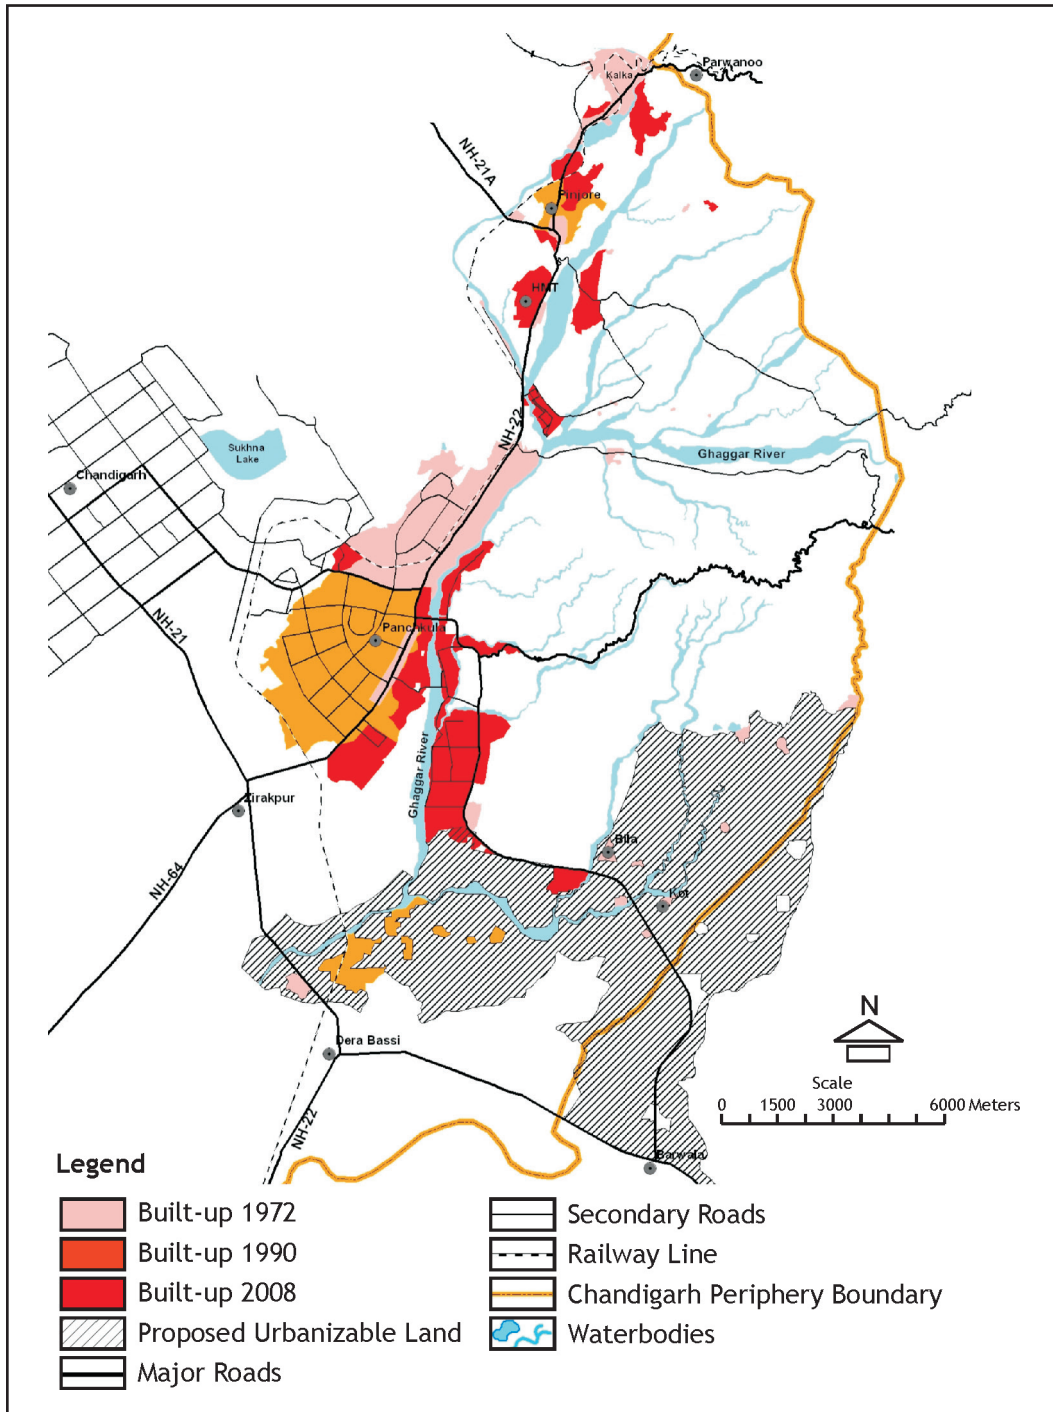 Parwanoo
Kalka
NH-21A
Pinjore
HMT
NH-22
Sukhna
Lake
Ghaggar River
Chandigarh
NH-21
Panchkula
Ghaggar River
Zirakpur
Billa
NH-64
Kot
N
Dera Bassi
Scale
0 1500 3000 6000 Meters
NH-22
Barwala
Legend
Built-up 1972
Built-up 1990
Built-up 2008
Proposed Urbanizable Land
Major Roads
Secondary Roads
Railway Line
Chandigarh Periphery Boundary
Waterbodies